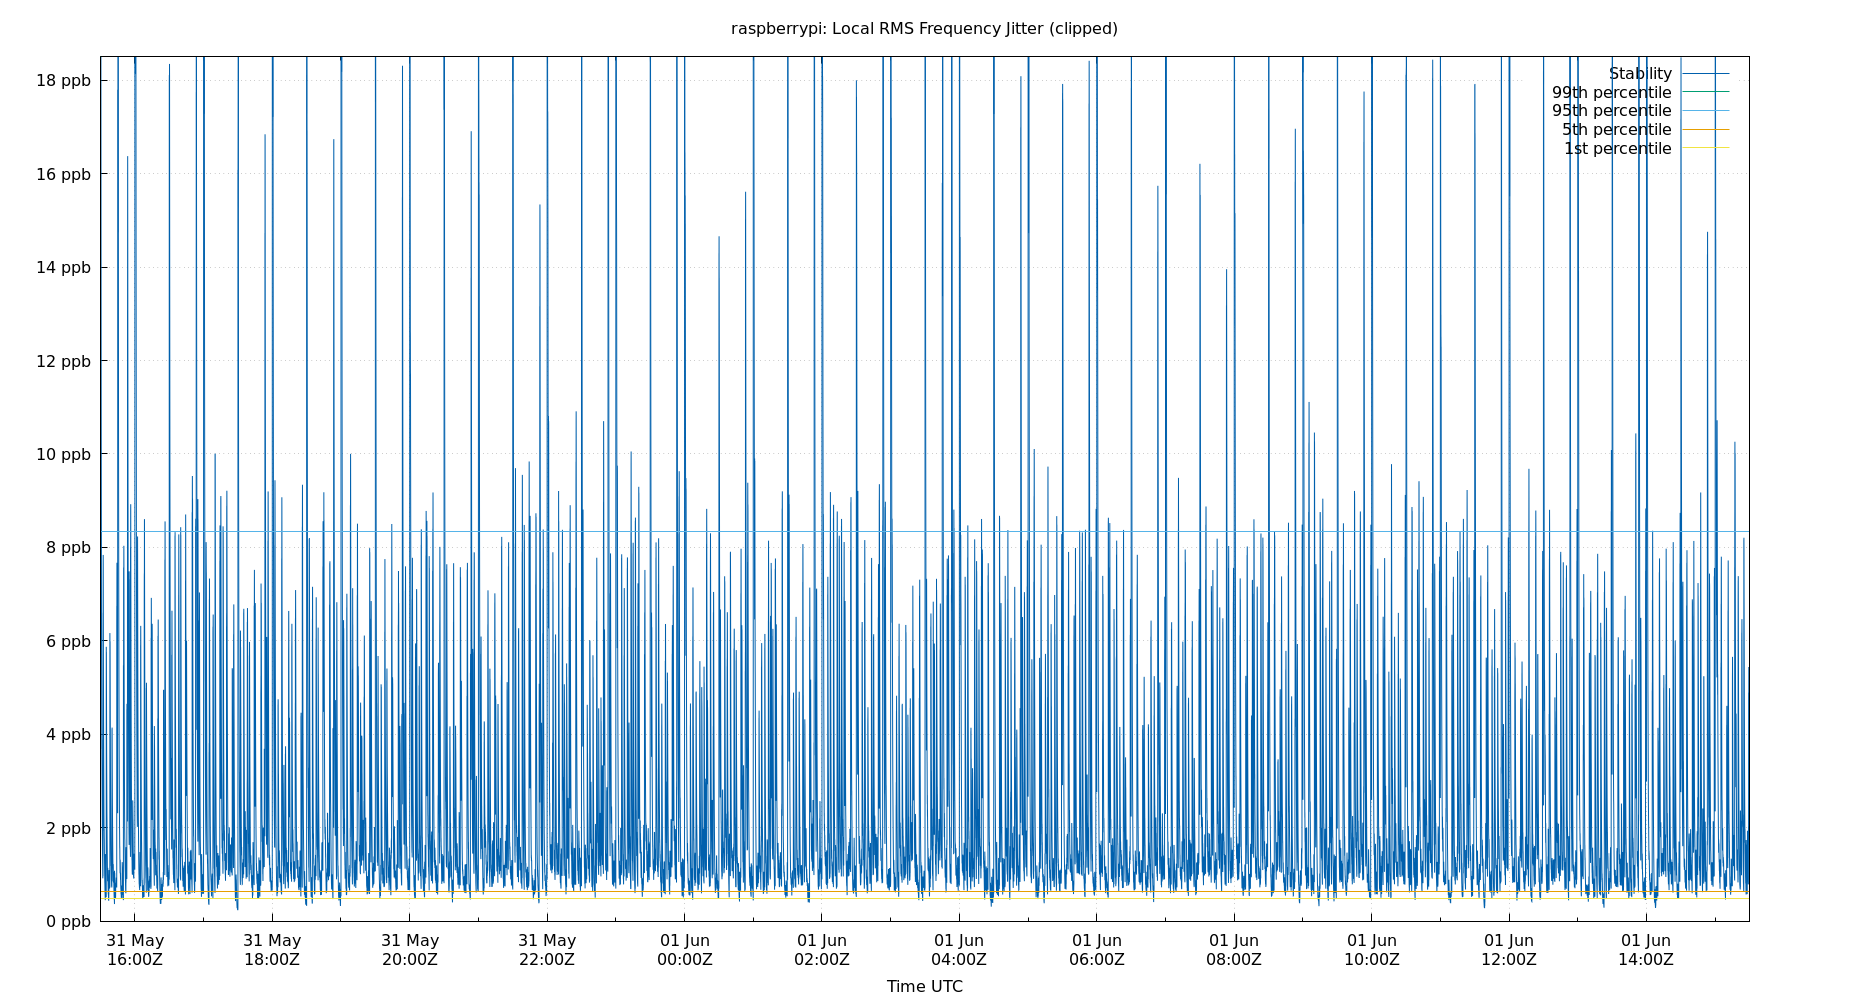 raspberrypi: Local RMS Frequency Jitter (clipped)
18 ppb
16 ppb
14 ppb
12 ppb
10 ppb
8 ppb
6 ppb
4 ppb
2 ppb
0 ppb
Stability
99th percentile
95th percentile
5th percentile
1st percentile
31 May 31 May 31 May 31 May 01 Jun 01 Jun 01 Jun 01 Jun 01 Jun 01 Jun 01 Jun 01 Jun
16:00Z 18:00Z 20:00Z 22:00Z 00:00Z 02:00Z 04:00Z 06:00Z 08:00Z 10:00Z 12:00Z 14:00Z
Time UTC